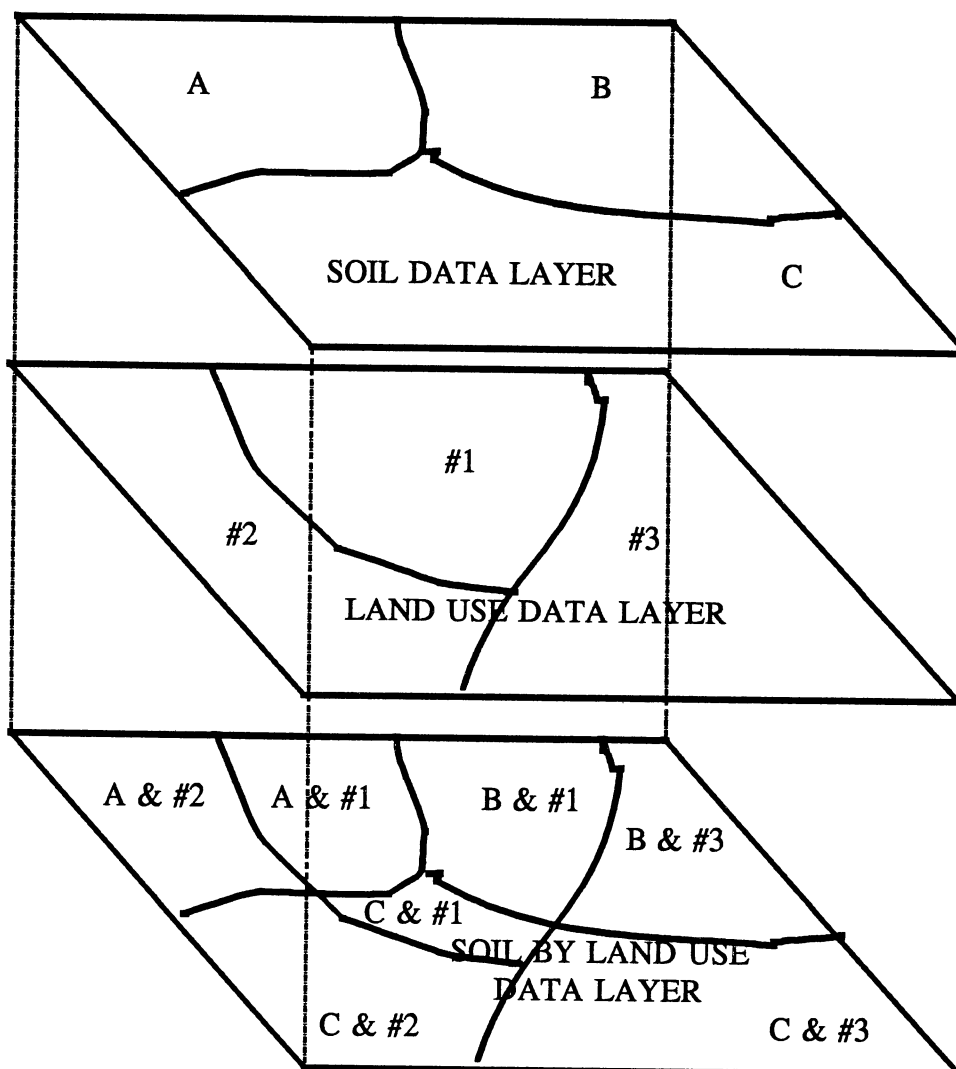 A
B
SOIL DATA LAYER
C
#1
#2
#3
LAND USE DATA LAYER
A & #2
A & #1
B & #1
B & #3
C & #1
SOIL BY LAND USE
DATA LAYER
C & #2
C & #3